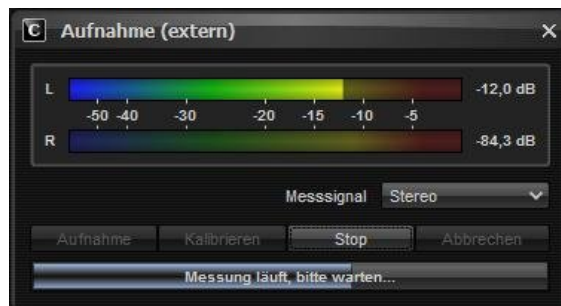 C Aufnahme (extern)
L -12,0 dB
-50 -40 -30 -20 -15 -10 -5
R -84,3 dB
Messsignal Stereo
Aufnahme Kalibrieren Stop Abbrechen
Messung läuft, bitte warten...